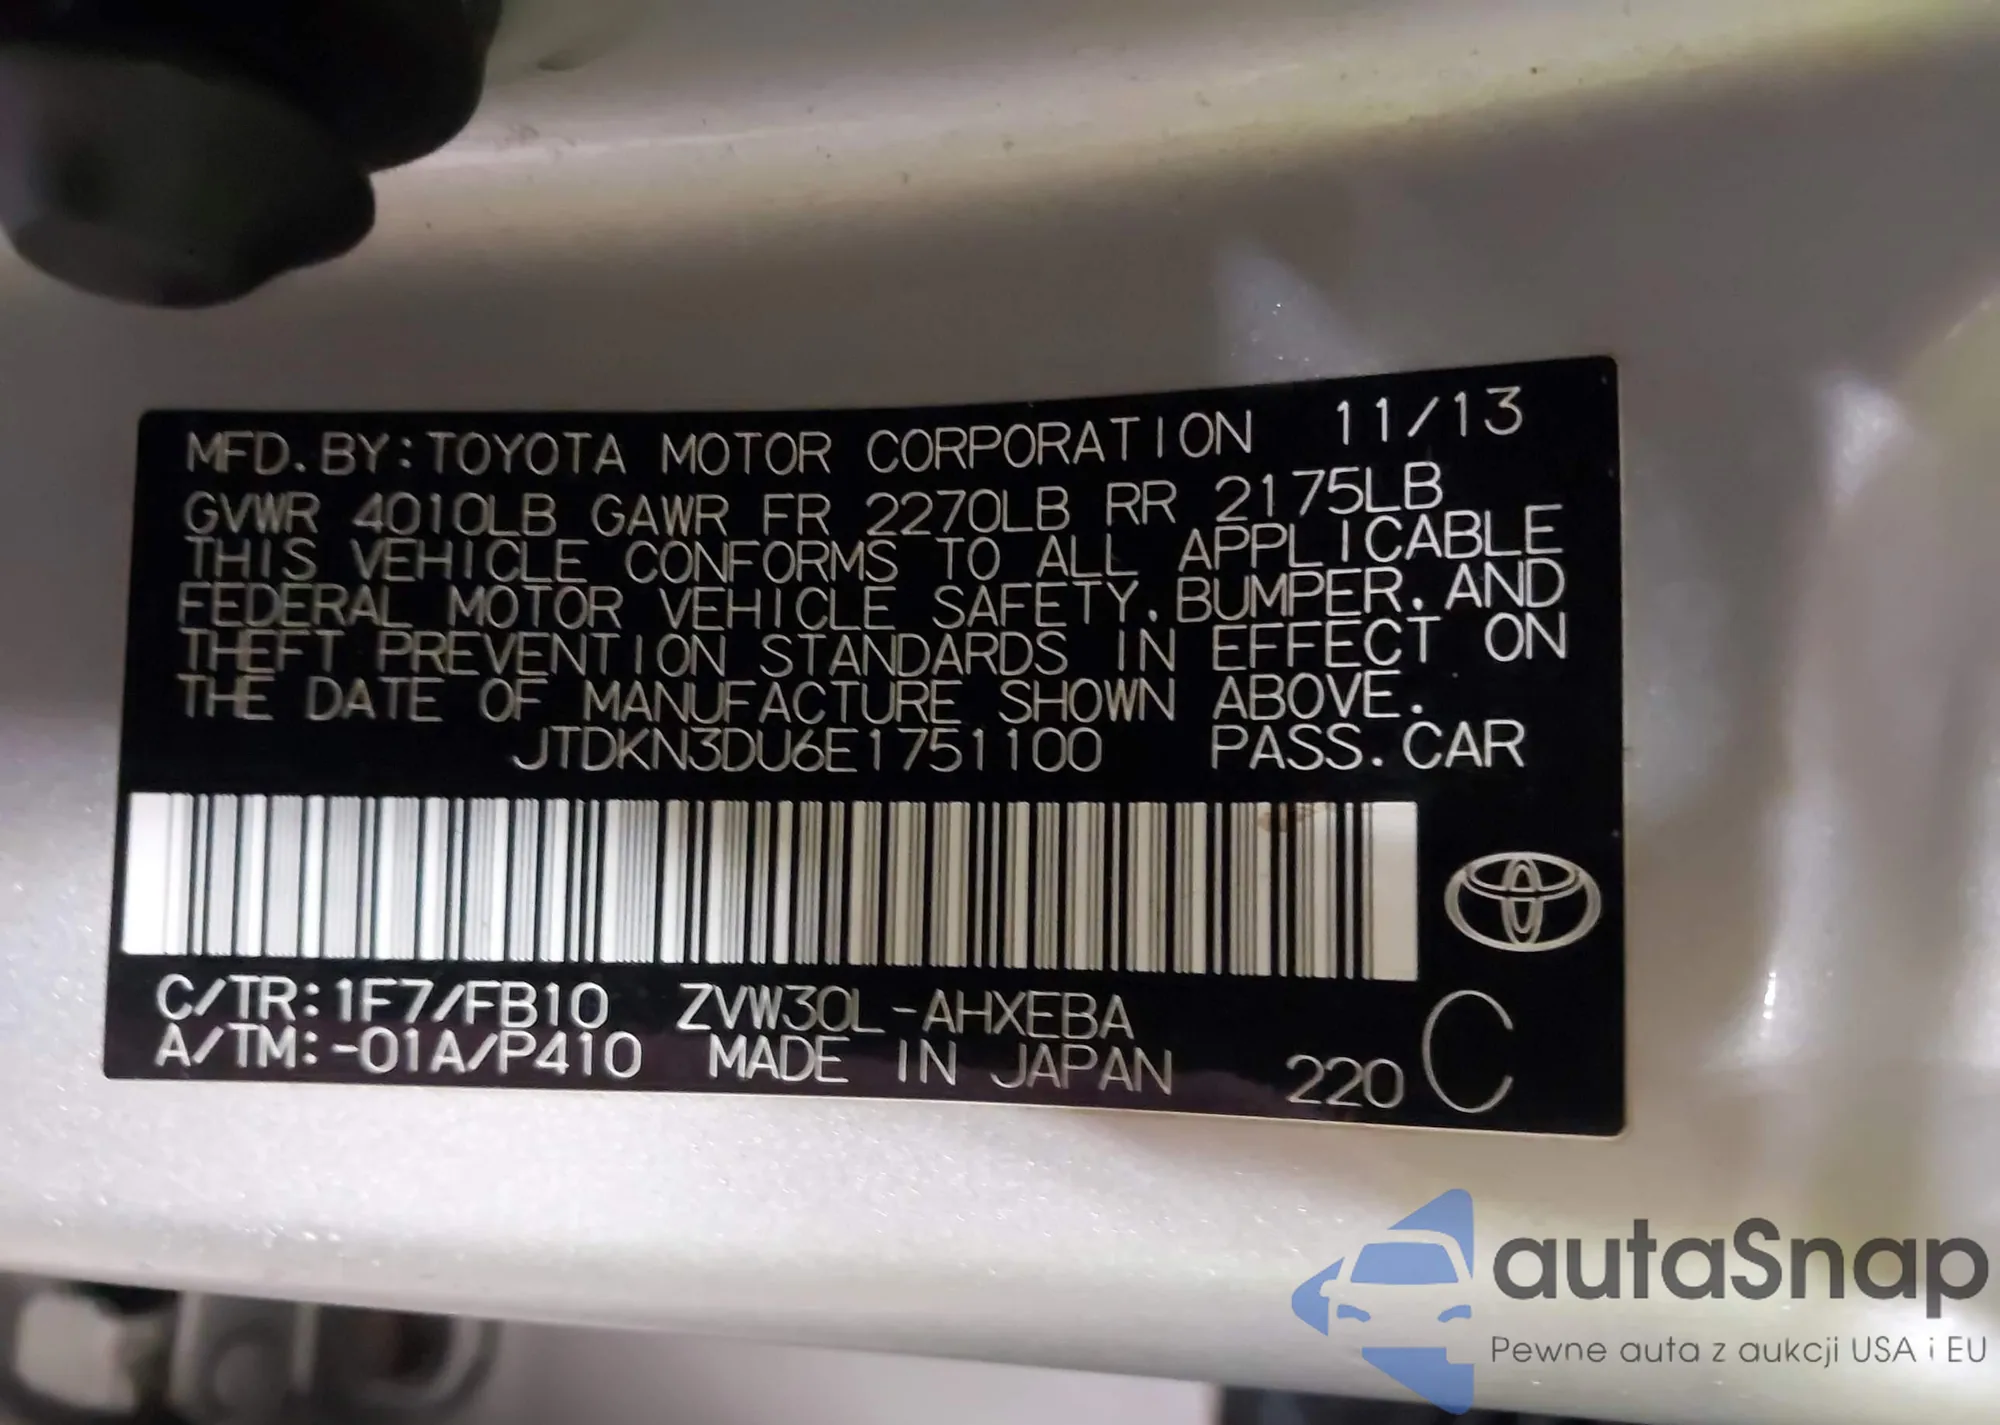 MFD. BY: TOYOTA MOTOR CORPORATION 11/13
GVWR 4010LB GAWR FR 2270LB RR 2175LB
THIS VEHICLE CONFORMS TO ALL APPLICABLE
FEDERAL MOTOR VEHICLE SAFETY, BUMPER, AND
THEFT PREVENTION STANDARDS IN EFFECT ON
THE DATE OF MANUFACTURE SHOWN ABOVE.
JTDKN3DU6E1751100 PASS. CAR
C/TR: 1F7/FB10 ZVW30L-AHXEBA
A/TM: -01A/P410 MADE IN JAPAN 220 C
autaSnap
Pewne auta z aukcji USA i EU